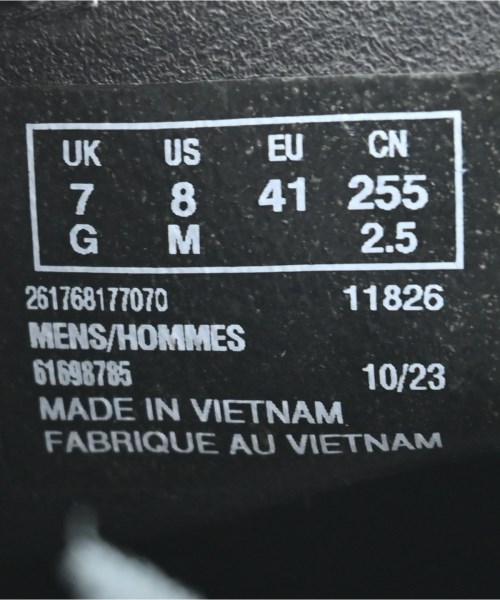 UK US EU CN
7 8 41 255
G M 2.5
261768177070 11826
MENS/HOMMES
61698785 10/23
MADE IN VIETNAM
FABRIQUE AU VIETNAM